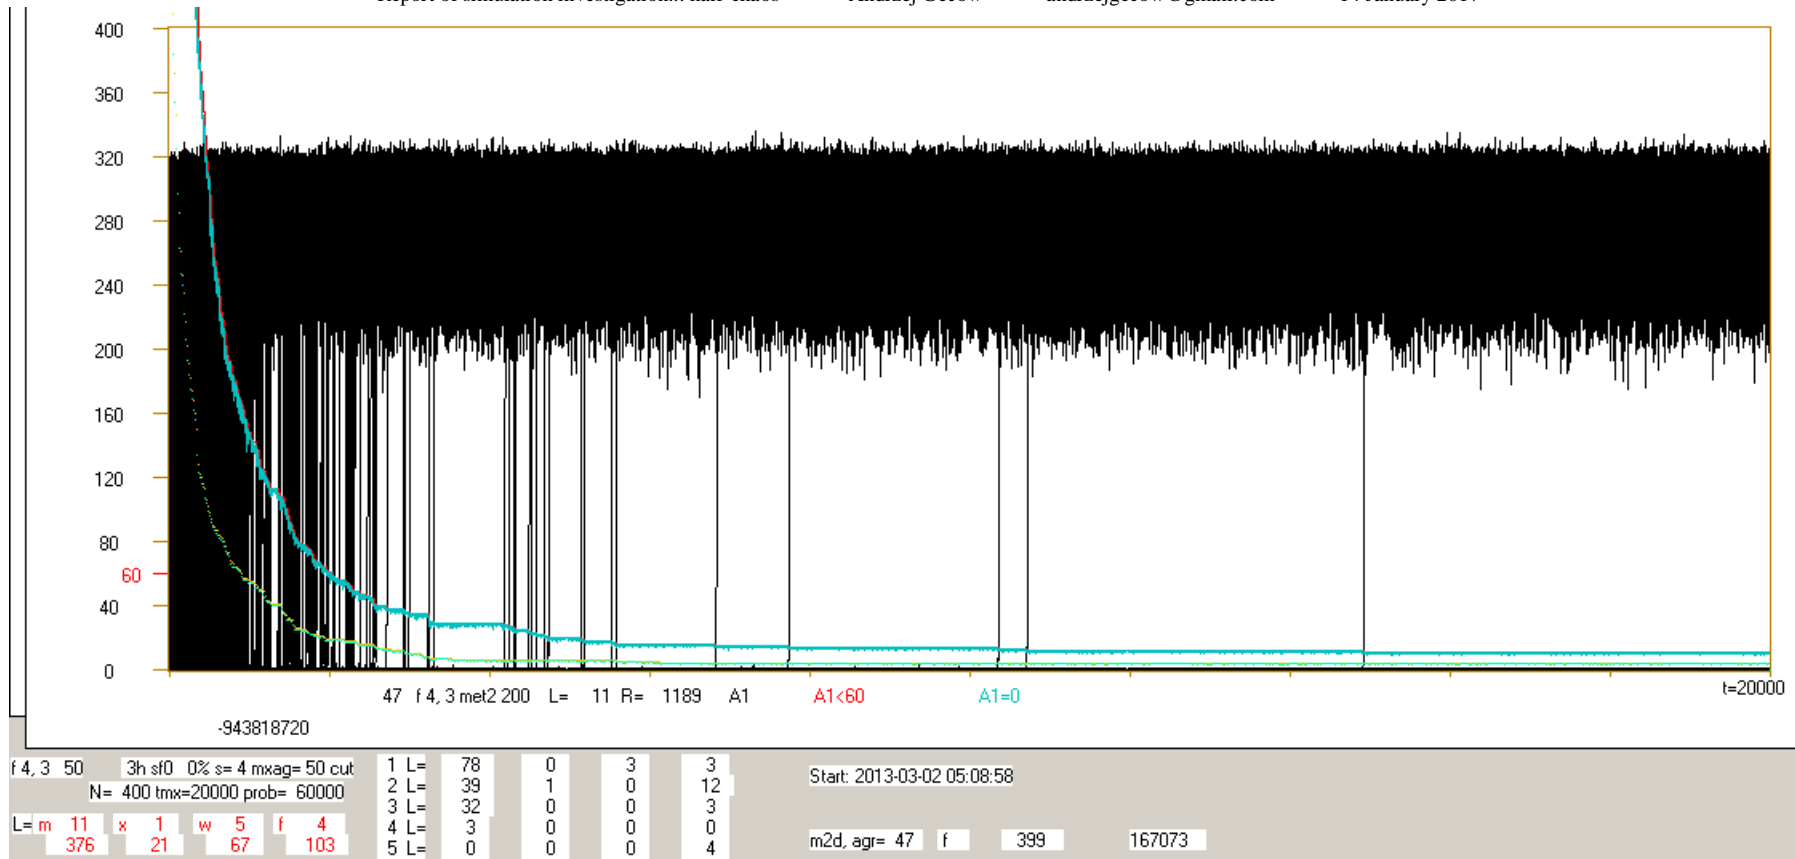 400
360
320
280
240
200
160
120
80
60
40
0
47 f 4, 3 met2 200 L= 11 R= 1189 A1 A1<60 A1=0 t=20000
-943818720
f 4, 3 50 3h sf0 0% s= 4 mxag= 50 cut
N= 400 tmx=20000 prob= 60000
L= m 11 x 1 w 5 f 4
376 21 67 103
1 L= 78 0 3 3
2 L= 39 1 0 12
3 L= 32 0 0 3
4 L= 3 0 0 0
5 L= 0 0 0 4
Start: 2013-03-02 05:08:58
m2d, agr= 47 f 399 167073